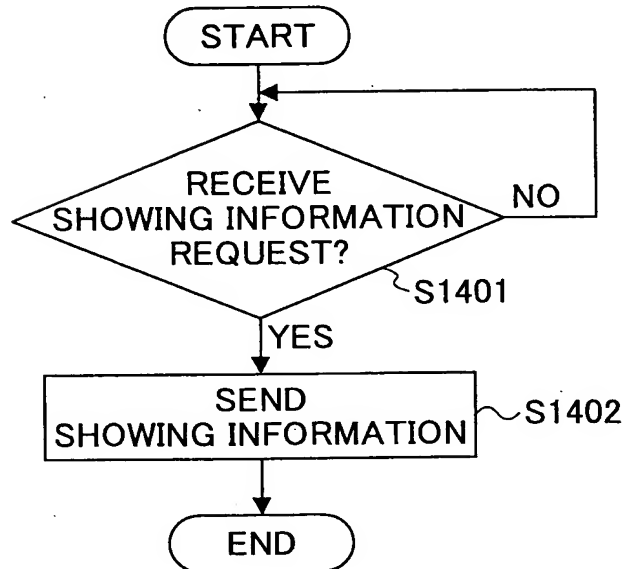 START
RECEIVE
SHOWING INFORMATION
REQUEST?
NO
S1401
YES
SEND
SHOWING INFORMATION
S1402
END